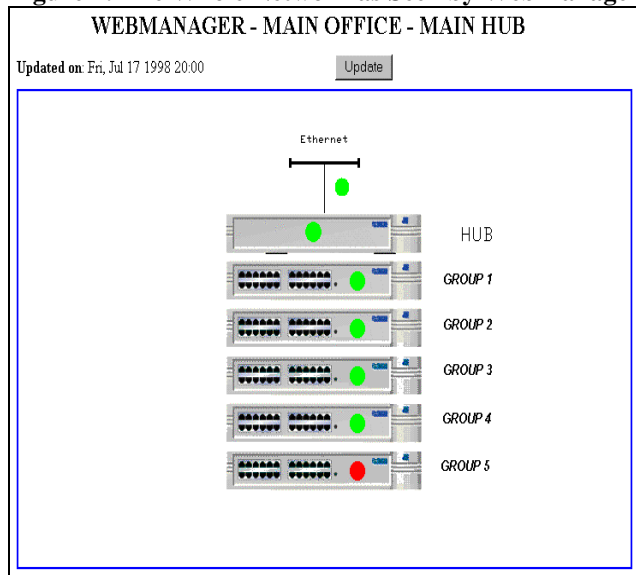 WEBMANAGER - MAIN OFFICE - MAIN HUB
Updated on: Fri, Jul 17 1998 20:00
Update
Ethernet
HUB
GROUP 1
GROUP 2
GROUP 3
GROUP 4
GROUP 5